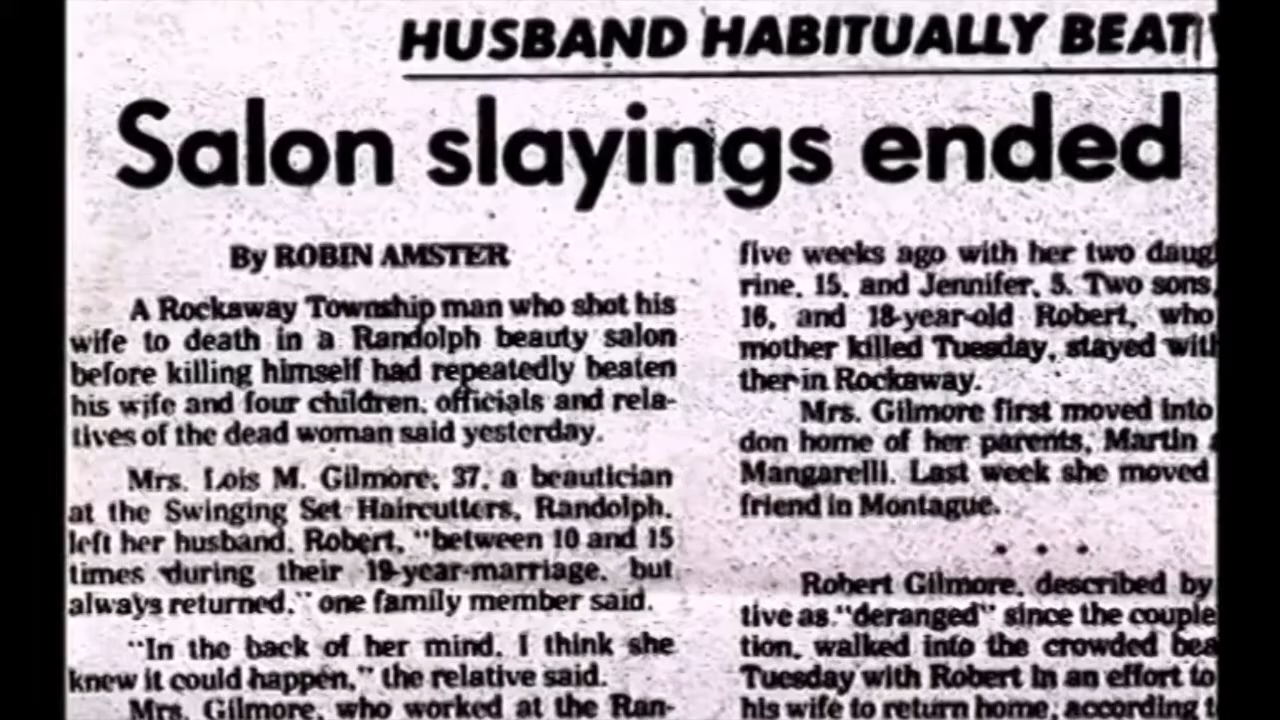 HUSBAND HABITUALLY BEAT
Salon slayings ended
By ROBIN AMSTER
A Rockaway Township man who shot his
wife to death in a Randolph beauty salon
before killing himself had repeatedly beaten
his wife and four children, officials and rela-
tives of the dead woman said yesterday.
Mrs. Lois M. Gilmore, 37, a beautician
at the Swinging Set Haircutters, Randolph,
left her husband, Robert, "between 10 and 15
times during their 19-year-marriage, but
always returned," one family member said.
"In the back of her mind, I think she
knew it could happen," the relative said.
Mrs. Gilmore, who worked at the Ran-
five weeks ago with her two daug
rine, 15, and Jennifer, 5. Two sons,
16, and 18-year-old Robert, who
mother killed Tuesday, stayed with
ther in Rockaway.
Mrs. Gilmore first moved into
don home of her parents, Martin
Mangarelli. Last week she moved
friend in Montague.
• • •
Robert Gilmore, described by
tive as "deranged" since the couple
tion, walked into the crowded bea
Tuesday with Robert in an effort to
his wife to return home, according t